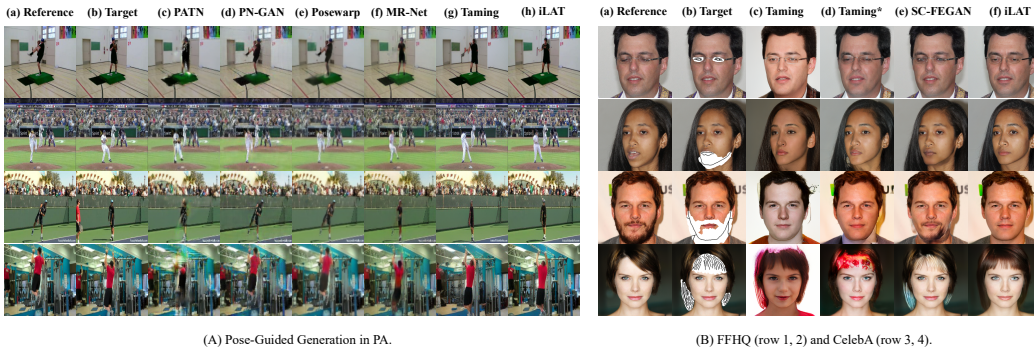 (a) Reference (b) Target (c) PATN (d) PN-GAN (e) Posewarp (f) MR-Net (g) Taming (h) iLAT
(a) Reference (b) Target (c) Taming (d) Taming* (e) SC-FEGAN (f) iLAT
(A) Pose-Guided Generation in PA.
(B) FFHQ (row 1, 2) and CelebA (row 3, 4).